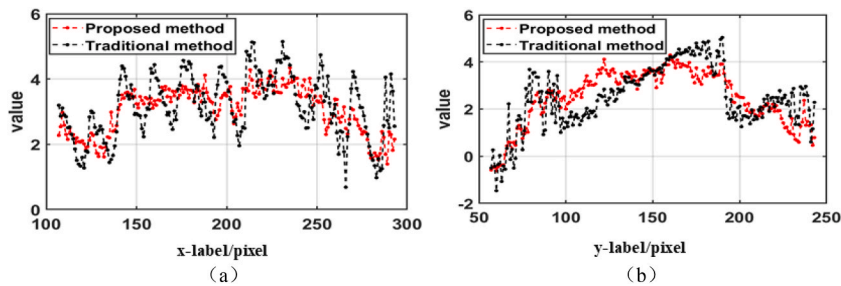 6
Proposed method
Traditional method
4
value
2
0
100 150 200 250 300
x-label/pixel
（a）
6
Proposed method
Traditional method
4
value
2
0
-2
50 100 150 200 250
y-label/pixel
（b）